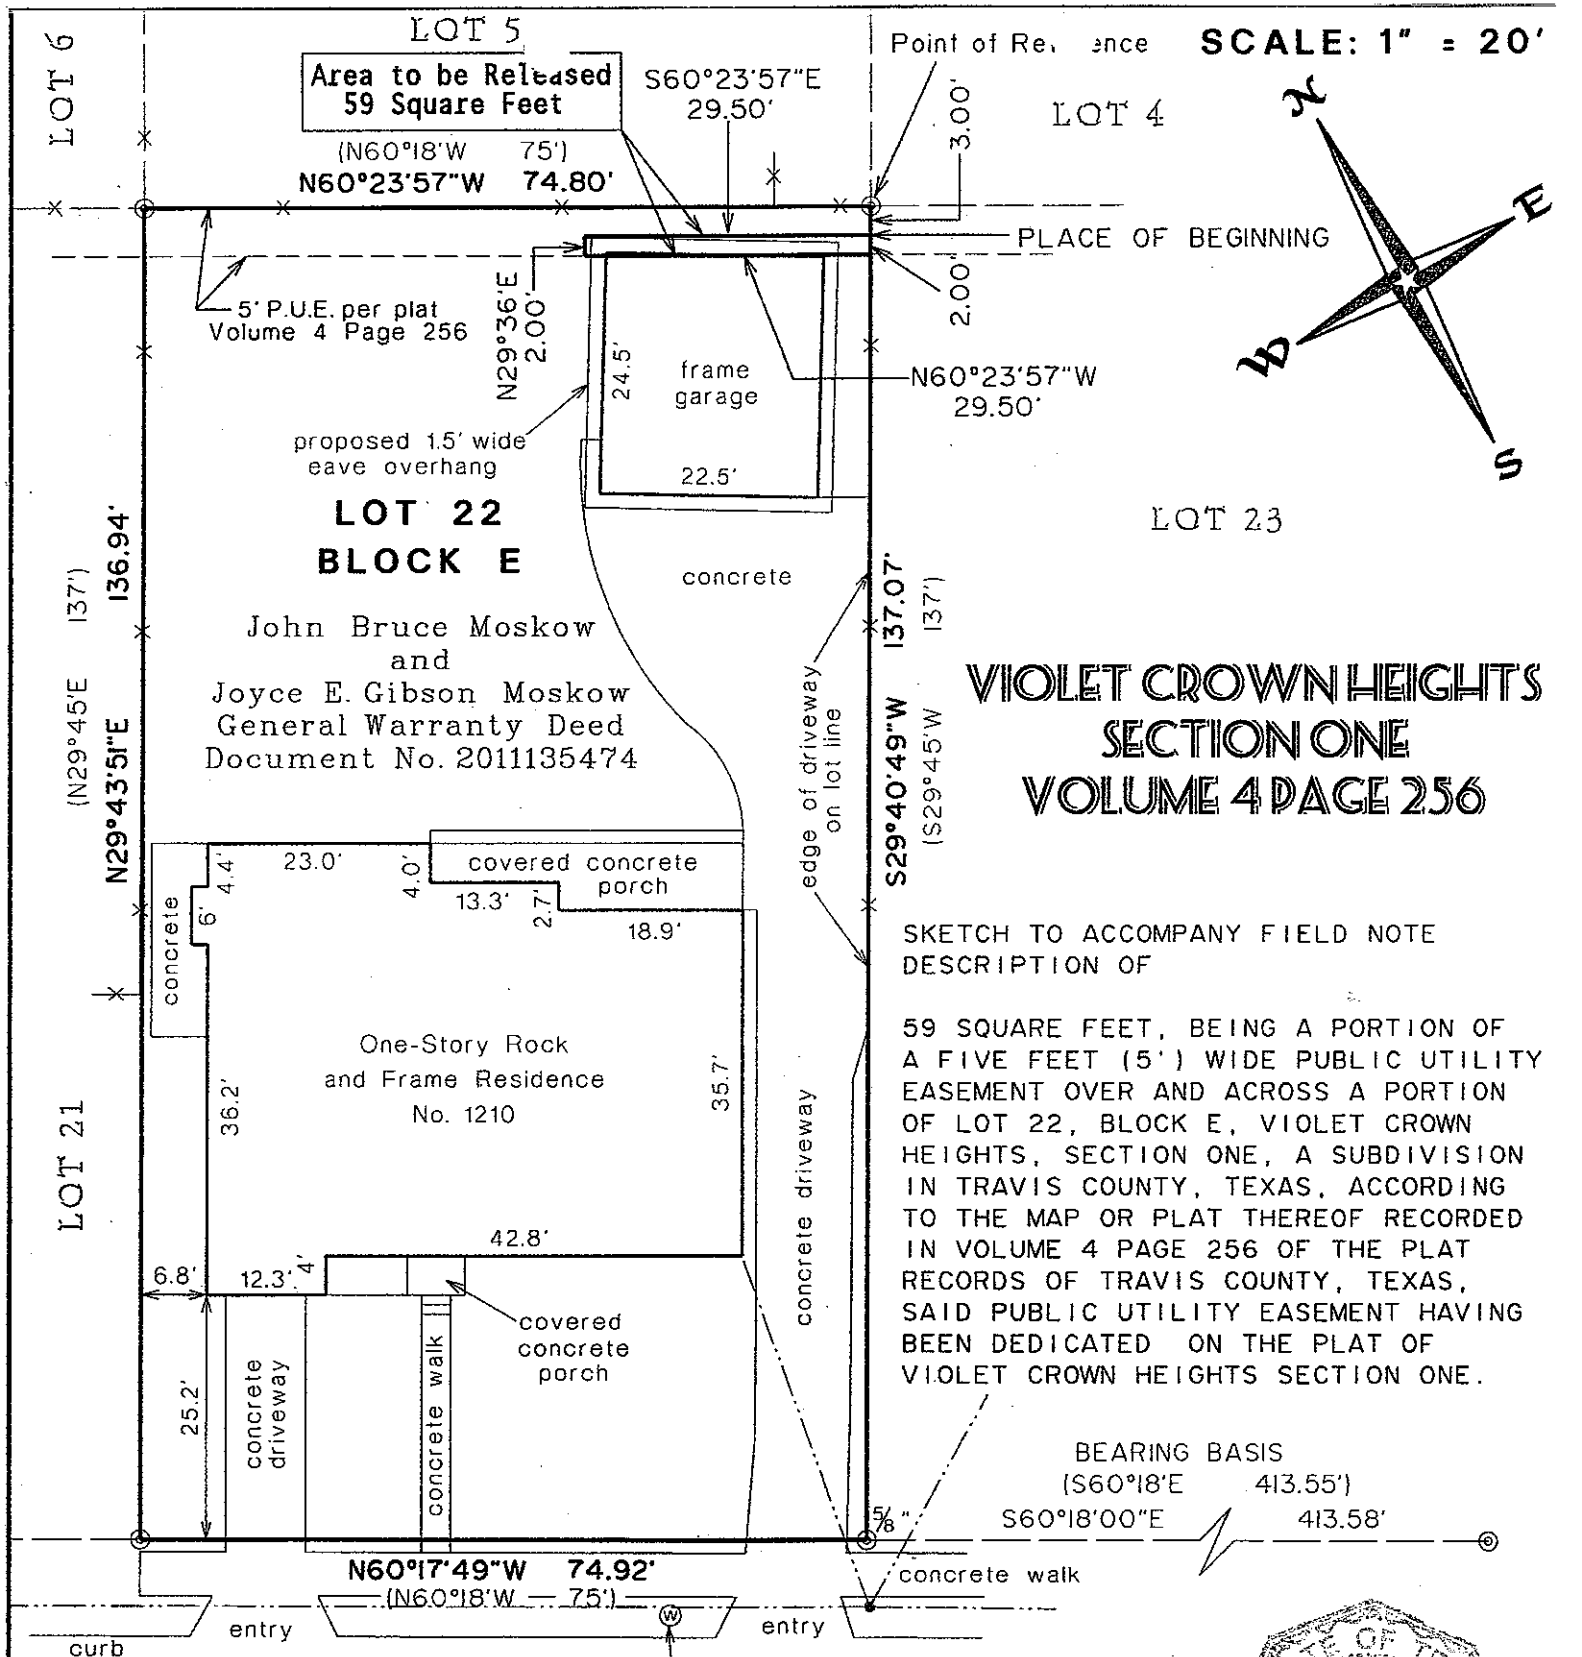 LOT 6
LOT 5
Area to be Released
59 Square Feet
S60°23'57"E
29.50'
Point of
SCALE: 1" = 20'
3.00'
LOT 4
N
E
W
S
(N60°18'W 75')
N60°23'57"W 74.80'
PLACE OF BEGINNING
2.00'
5' P.U.E. per plat
Volume 4 Page 256
N29°36'E
2.00'
24.5'
frame
garage
22.5'
N60°23'57"W
29.50'
proposed 1.5' wide
eave overhang
LOT 22
BLOCK E
LOT 23
concrete
John Bruce Moskow
and
Joyce E. Gibson Moskow
General Warranty Deed
Document No. 2011135474
(N29°45'E 137')
N29°43'51"E 136.94'
edge of driveway
on lot line
S29°40'49"W 137.07'
(S29°45'W 137')
VIOLET CROWN HEIGHTS
SECTION ONE
VOLUME 4 PAGE 256
concrete
4.4'
6'
23.0'
4.0'
covered concrete
porch
13.3'
2.7'
18.9'
One-Story Rock
and Frame Residence
No. 1210
36.2'
35.7'
LOT 21
42.8'
6.8'
12.3'
4'
25.2'
concrete
driveway
concrete walk
covered
concrete
porch
concrete driveway
SKETCH TO ACCOMPANY FIELD NOTE
DESCRIPTION OF
59 SQUARE FEET, BEING A PORTION OF
A FIVE FEET (5') WIDE PUBLIC UTILITY
EASEMENT OVER AND ACROSS A PORTION
OF LOT 22, BLOCK E, VIOLET CROWN
HEIGHTS, SECTION ONE, A SUBDIVISION
IN TRAVIS COUNTY, TEXAS, ACCORDING
TO THE MAP OR PLAT THEREOF RECORDED
IN VOLUME 4 PAGE 256 OF THE PLAT
RECORDS OF TRAVIS COUNTY, TEXAS,
SAID PUBLIC UTILITY EASEMENT HAVING
BEEN DEDICATED ON THE PLAT OF
VIOLET CROWN HEIGHTS SECTION ONE.
BEARING BASIS
(S60°18'E 413.55')
S60°18'00"E 413.58'
5/8"
N60°17'49"W 74.92'
(N60°18'W — 75')
concrete walk
W
entry
entry
curb
OF